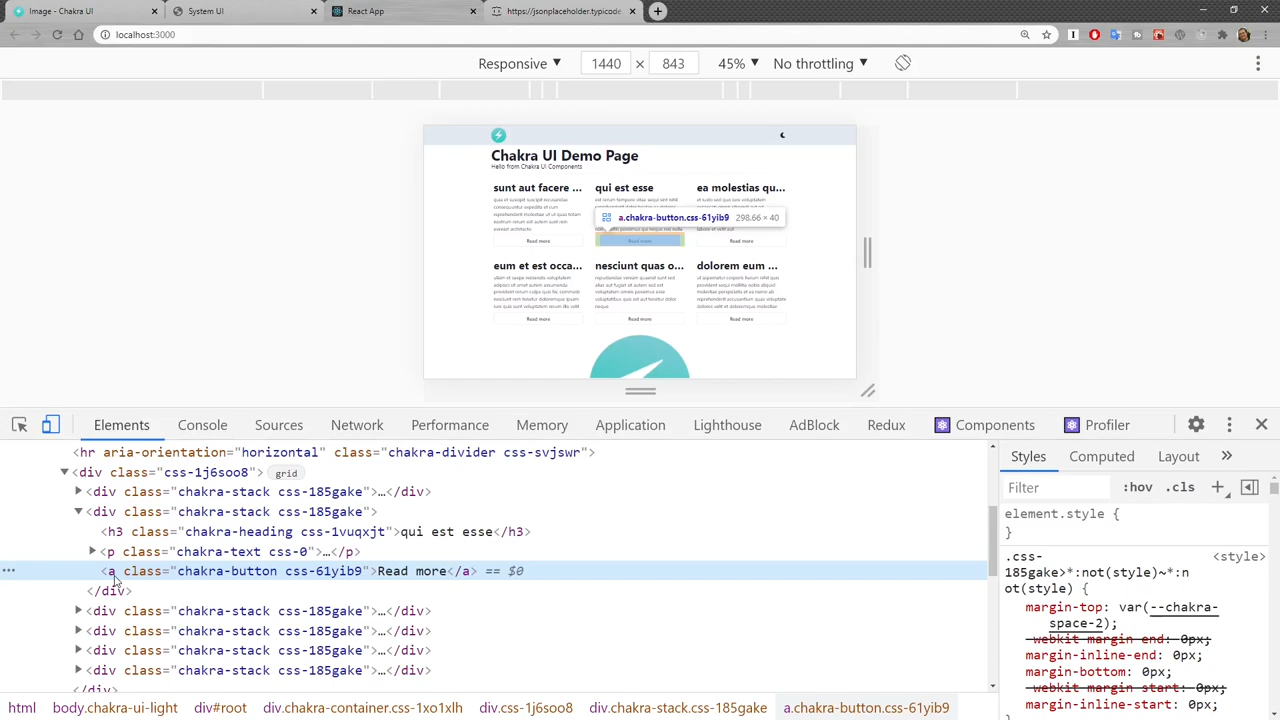 Image - Chakra UI
System UI
React App
https://jsonplaceholder.typicod
localhost:3000
Responsive
1440 × 843
45%
No throttling
Chakra UI Demo Page
Hello from Chakra UI Components
sunt aut facere ...
qui est esse
ea molestias qu...
a.chakra-button.css-61yib9 298.66 × 40
Read more
Read more
Read more
eum et est occa...
nesciunt quas o...
dolorem eum ...
Read more
Read more
Read more
Elements
Console
Sources
Network
Performance
Memory
Application
Lighthouse
AdBlock
Redux
Components
Profiler
<hr aria-orientation="horizontal" class="chakra-divider css-svjswr">
<div class="css-1j6soo8"> grid
<div class="chakra-stack css-185gake">…</div>
<div class="chakra-stack css-185gake">
<h3 class="chakra-heading css-1vuqxjt">qui est esse</h3>
<p class="chakra-text css-0">…</p>
<a class="chakra-button css-61yib9">Read more</a> == $0
</div>
<div class="chakra-stack css-185gake">…</div>
<div class="chakra-stack css-185gake">…</div>
<div class="chakra-stack css-185gake">…</div>
<div class="chakra-stack css-185gake">…</div>
</div>
html
body.chakra-ui-light
div#root
div.chakra-container.css-1xo1xlh
div.css-1j6soo8
div.chakra-stack.css-185gake
a.chakra-button.css-61yib9
Styles
Computed
Layout
Filter
:hov
.cls
element.style {
}
.css- <style>
185gake>*:not(style)~*:n
ot(style) {
margin-top: var(--chakra-
space-2);
-webkit-margin-end: 0px;
margin-inline-end: 0px;
margin-bottom: 0px;
-webkit-margin-start: 0px;
margin-inline-start: 0px;